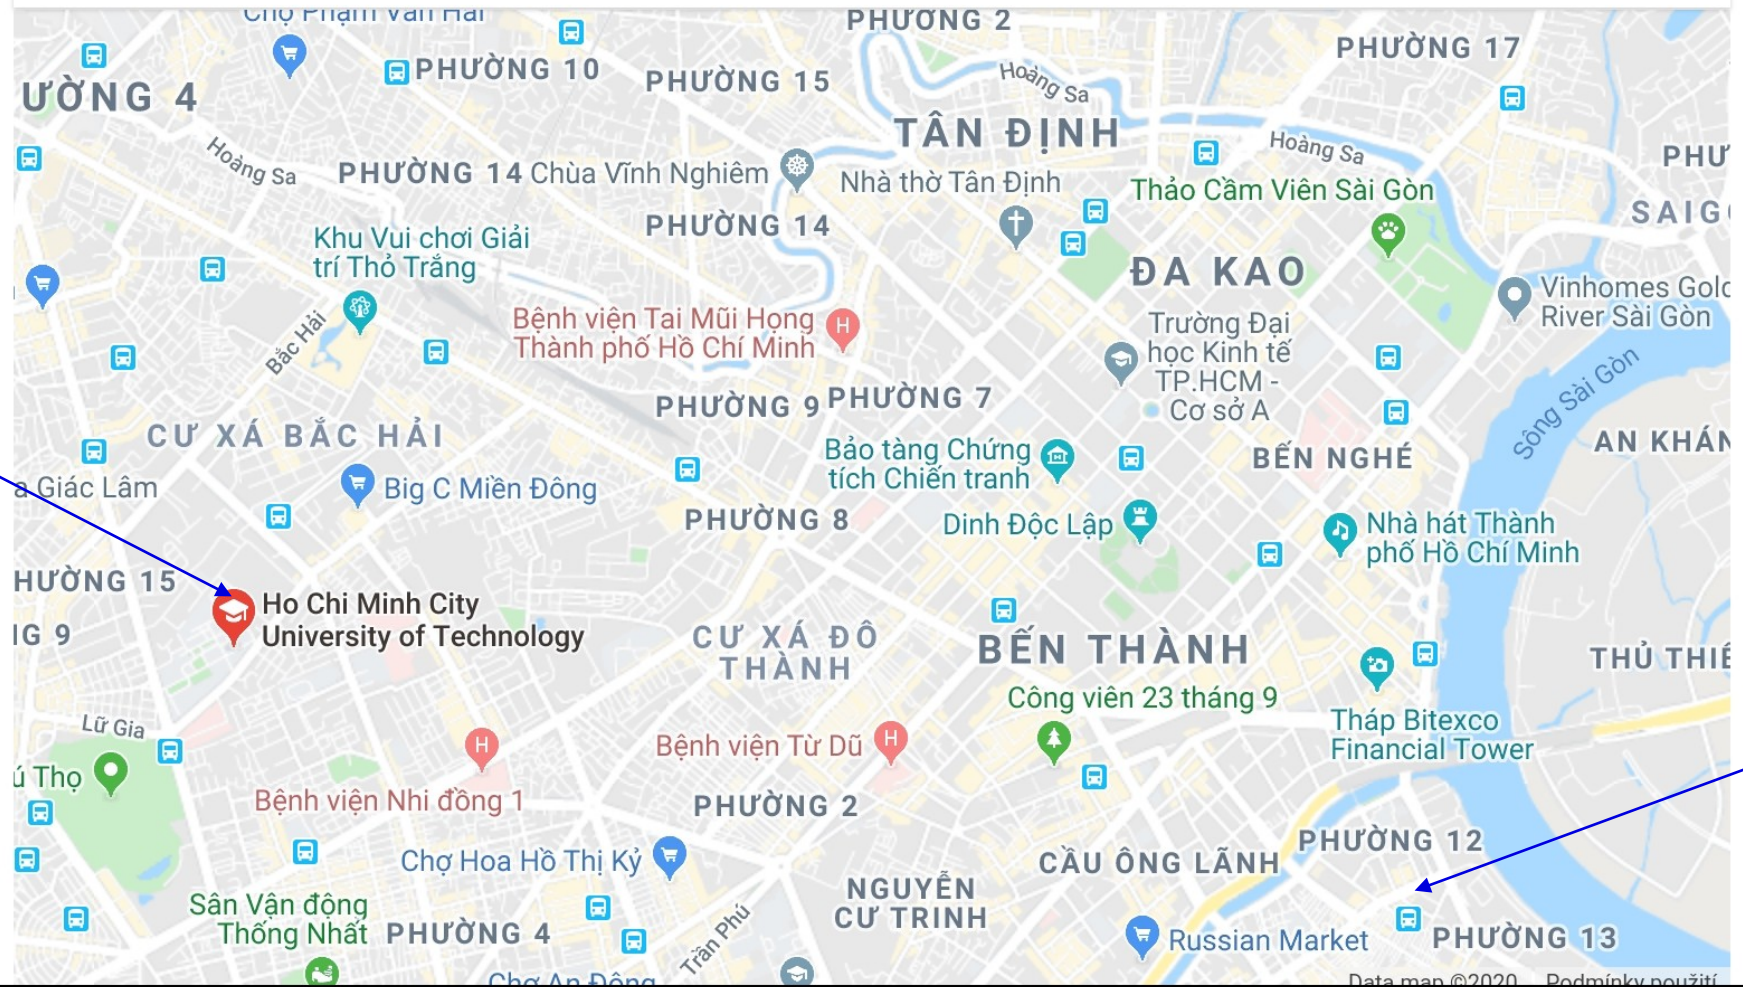 Chợ Phạm Văn Hai
PHƯỜNG 2
PHƯỜNG 17
PHƯỜNG 10
PHƯỜNG 15
ƯỜNG 4
Hoàng Sa
TÂN ĐỊNH
Hoàng Sa
Hoàng Sa
PHƯỜNG 14
Chùa Vĩnh Nghiêm
Nhà thờ Tân Định
Thảo Cầm Viên Sài Gòn
PHƯ
SAIG
PHƯỜNG 14
Khu Vui chơi Giải
trí Thỏ Trắng
ĐA KAO
Vinhomes Gold
River Sài Gòn
Bệnh viện Tai Mũi Họng
Thành phố Hồ Chí Minh
Bắc Hải
Trường Đại
học Kinh tế
TP.HCM -
Cơ sở A
Sông Sài Gòn
PHƯỜNG 9
PHƯỜNG 7
CƯ XÁ BẮC HẢI
Bảo tàng Chứng
tích Chiến tranh
BẾN NGHÉ
AN KHÁN
a Giác Lâm
Big C Miền Đông
PHƯỜNG 8
Dinh Độc Lập
Nhà hát Thành
phố Hồ Chí Minh
HƯỜNG 15
Ho Chi Minh City
University of Technology
IG 9
CƯ XÁ ĐÔ
THÀNH
BẾN THÀNH
THỦ THIÊ
Công viên 23 tháng 9
Lữ Gia
Tháp Bitexco
Financial Tower
Bệnh viện Từ Dũ
ú Thọ
Bệnh viện Nhi đồng 1
PHƯỜNG 2
PHƯỜNG 12
Chợ Hoa Hồ Thị Kỷ
CẦU ÔNG LÃNH
NGUYỄN
CƯ TRINH
Sân Vận động
Thống Nhất
PHƯỜNG 4
Trần Phú
Russian Market
PHƯỜNG 13
Chợ An Đông
Data map ©2020 Podmínky použití